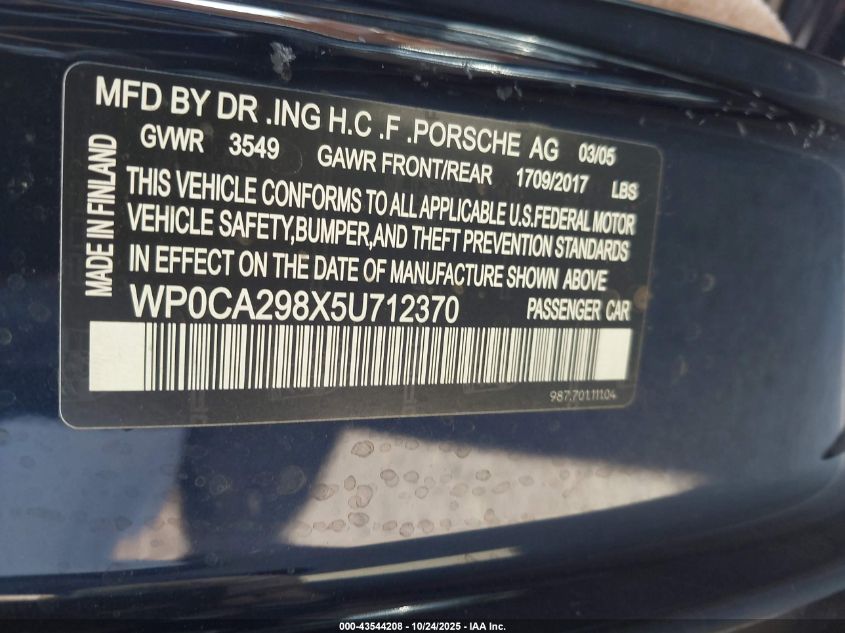 MFD BY DR .ING H.C .F .PORSCHE AG 03/05
GVWR 3549 GAWR FRONT/REAR 1709/2017 LBS
MADE IN FINLAND
THIS VEHICLE CONFORMS TO ALL APPLICABLE U.S.FEDERAL MOTOR
VEHICLE SAFETY,BUMPER,AND THEFT PREVENTION STANDARDS
IN EFFECT ON THE DATE OF MANUFACTURE SHOWN ABOVE
WP0CA298X5U712370 PASSENGER CAR
987.701.111.04
000-43544208 - 10/24/2025 - IAA Inc.